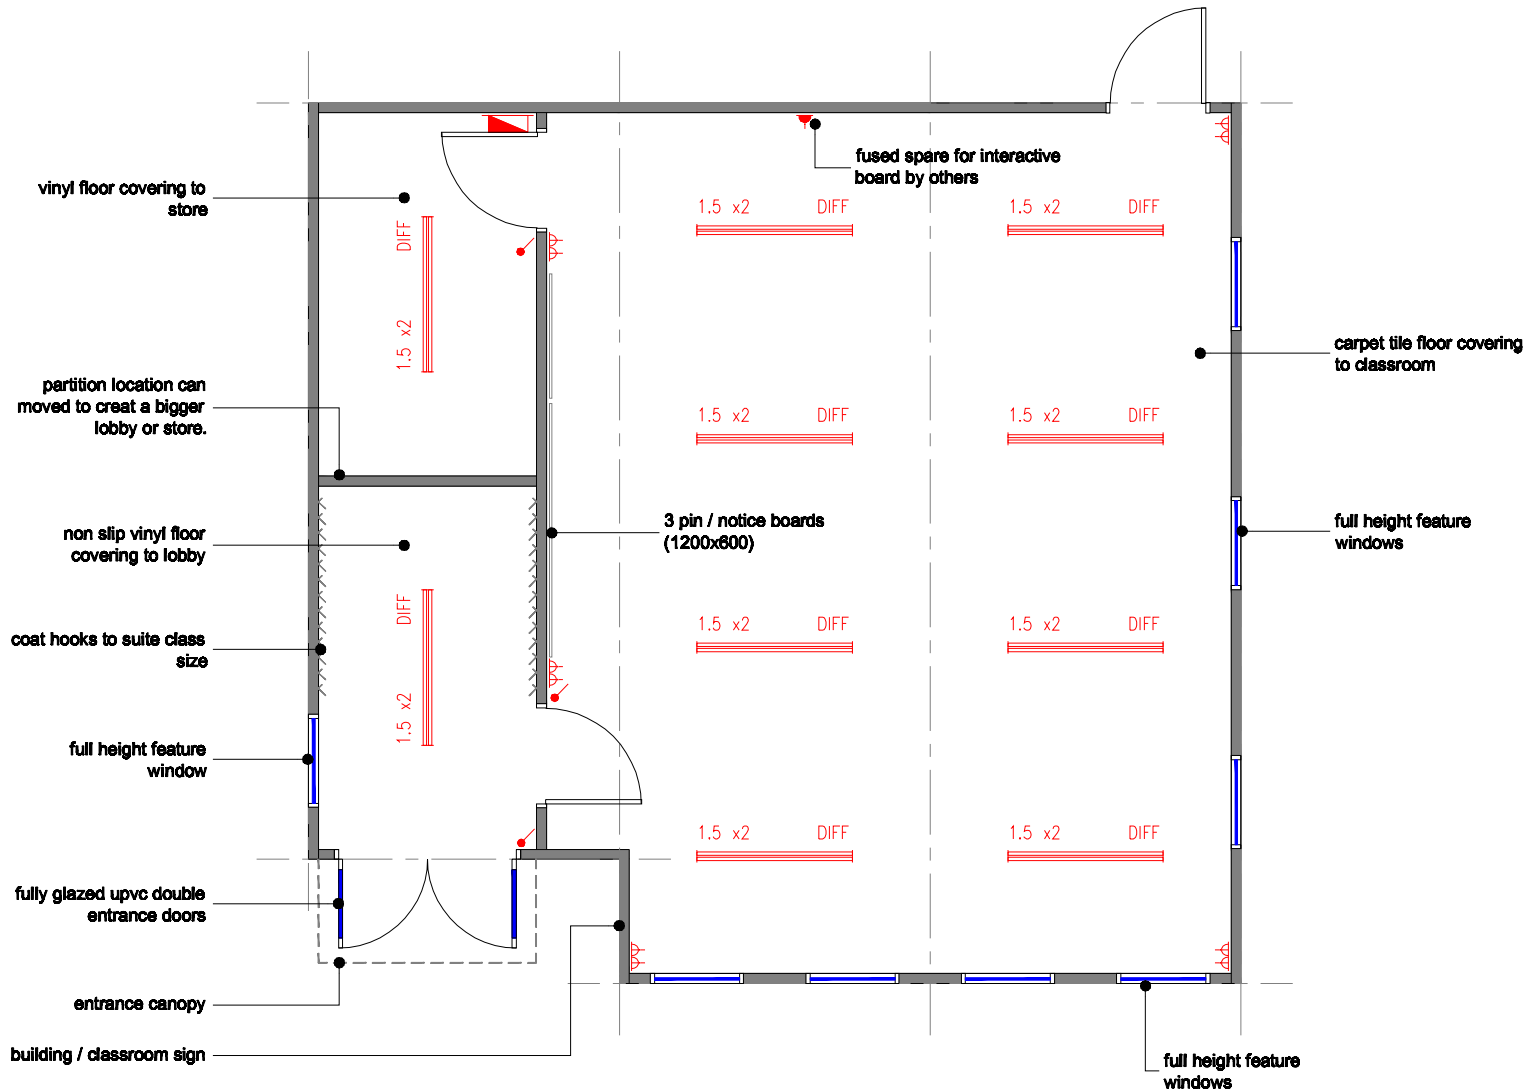 vinyl floor covering to
store
partition location can
moved to creat a bigger
lobby or store.
non slip vinyl floor
covering to lobby
coat hooks to suite class
size
full height feature
window
fully glazed upvc double
entrance doors
entrance canopy
building / classroom sign
DIFF
1.5 x2
DIFF
1.5 x2
fused spare for interactive
board by others
1.5 x2 DIFF
1.5 x2 DIFF
1.5 x2 DIFF
1.5 x2 DIFF
3 pin / notice boards
(1200x600)
1.5 x2 DIFF
1.5 x2 DIFF
1.5 x2 DIFF
1.5 x2 DIFF
carpet tile floor covering
to classroom
full height feature
windows
full height feature
windows